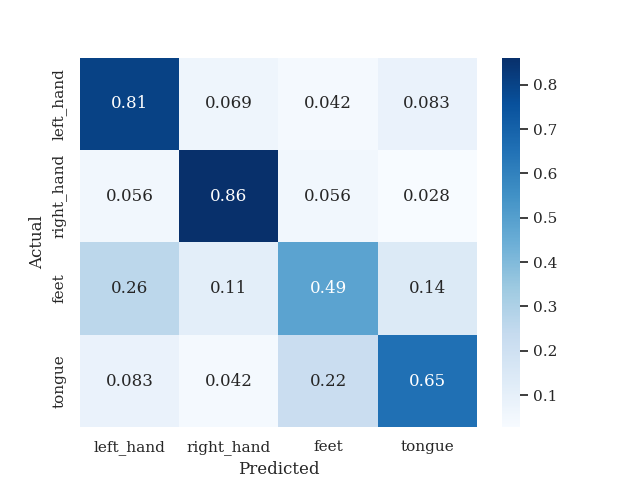 left_hand 0.81 0.069 0.042 0.083
right_hand 0.056 0.86 0.056 0.028
feet 0.26 0.11 0.49 0.14
tongue 0.083 0.042 0.22 0.65
left_hand right_hand feet tongue
Predicted
Actual
0.8
0.7
0.6
0.5
0.4
0.3
0.2
0.1